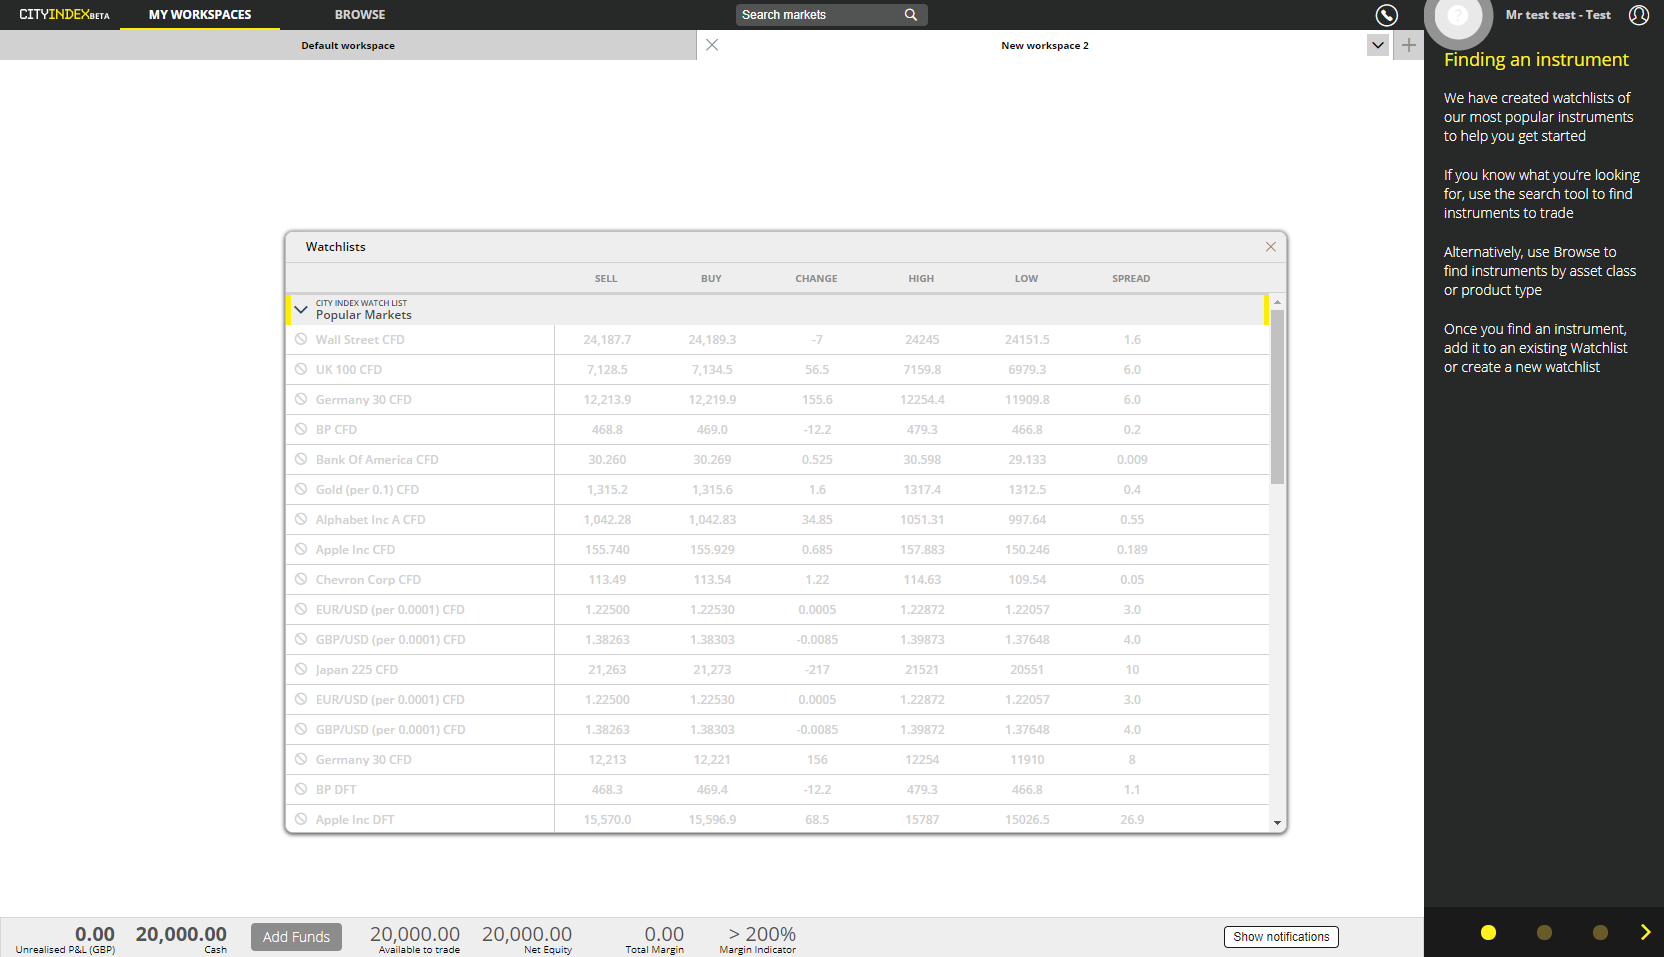 CITYINDEXBETA MY WORKSPACES BROWSE Search markets ? Mr test test - Test
Default workspace New workspace 2
Watchlists
SELL BUY CHANGE HIGH LOW SPREAD
CITY INDEX WATCH LIST
Popular Markets
Wall Street CFD 24,187.7 24,189.3 -7 24245 24151.5 1.6
UK 100 CFD 7,128.5 7,134.5 56.5 7159.8 6979.3 6.0
Germany 30 CFD 12,213.9 12,219.9 155.6 12254.4 11909.8 6.0
BP CFD 468.8 469.0 -12.2 479.3 466.8 0.2
Bank Of America CFD 30.260 30.269 0.525 30.598 29.133 0.009
Gold (per 0.1) CFD 1,315.2 1,315.6 1.6 1317.4 1312.5 0.4
Alphabet Inc A CFD 1,042.28 1,042.83 34.85 1051.31 997.64 0.55
Apple Inc CFD 155.740 155.929 0.685 157.883 150.246 0.189
Chevron Corp CFD 113.49 113.54 1.22 114.63 109.54 0.05
EUR/USD (per 0.0001) CFD 1.22500 1.22530 0.0005 1.22872 1.22057 3.0
GBP/USD (per 0.0001) CFD 1.38263 1.38303 -0.0085 1.39873 1.37648 4.0
Japan 225 CFD 21,263 21,273 -217 21521 20551 10
EUR/USD (per 0.0001) CFD 1.22500 1.22530 0.0005 1.22872 1.22057 3.0
GBP/USD (per 0.0001) CFD 1.38263 1.38303 -0.0085 1.39872 1.37648 4.0
Germany 30 CFD 12,213 12,221 156 12254 11910 8
BP DFT 468.3 469.4 -12.2 479.3 466.8 1.1
Apple Inc DFT 15,570.0 15,596.9 68.5 15787 15026.5 26.9
Finding an instrument
We have created watchlists of
our most popular instruments
to help you get started
If you know what you're looking
for, use the search tool to find
instruments to trade
Alternatively, use Browse to
find instruments by asset class
or product type
Once you find an instrument,
add it to an existing Watchlist
or create a new watchlist
0.00 20,000.00 Add Funds 20,000.00 20,000.00 0.00 > 200% Show notifications
Unrealised P&L (GBP) Cash Available to trade Net Equity Total Margin Margin Indicator